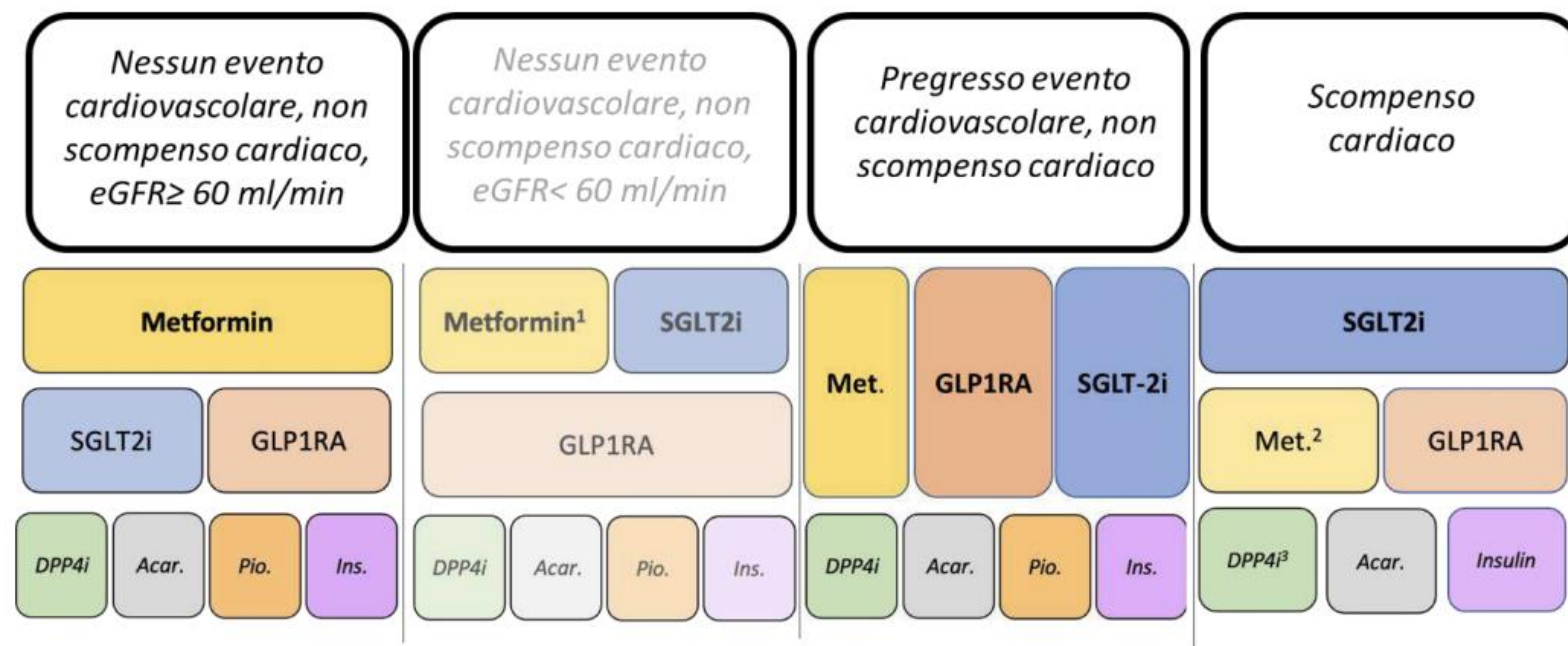 Nessun evento
cardiovascolare, non
scompenso cardiaco,
eGFR≥ 60 ml/min
Nessun evento
cardiovascolare, non
scompenso cardiaco,
eGFR< 60 ml/min
Pregresso evento
cardiovascolare, non
scompenso cardiaco
Scompenso
cardiaco
Metformin
SGLT2i
GLP1RA
DPP4i
Acar.
Pio.
Ins.
Metformin¹
SGLT2i
GLP1RA
DPP4i
Acar.
Pio.
Ins.
Met.
GLP1RA
SGLT-2i
DPP4i
Acar.
Pio.
Ins.
SGLT2i
Met.²
GLP1RA
DPP4i³
Acar.
Insulin